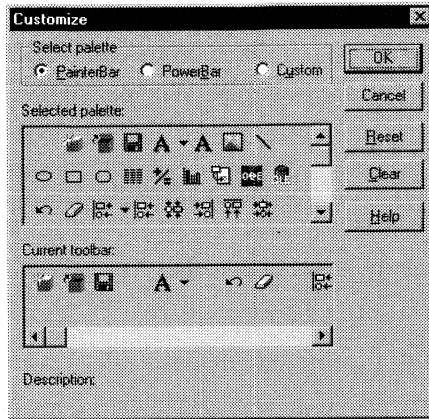 Customize
Select palette
PainterBar PowerBar Custom
OK
Cancel
Selected palette:
Reset
Clear
Help
Current toolbar:
Description: